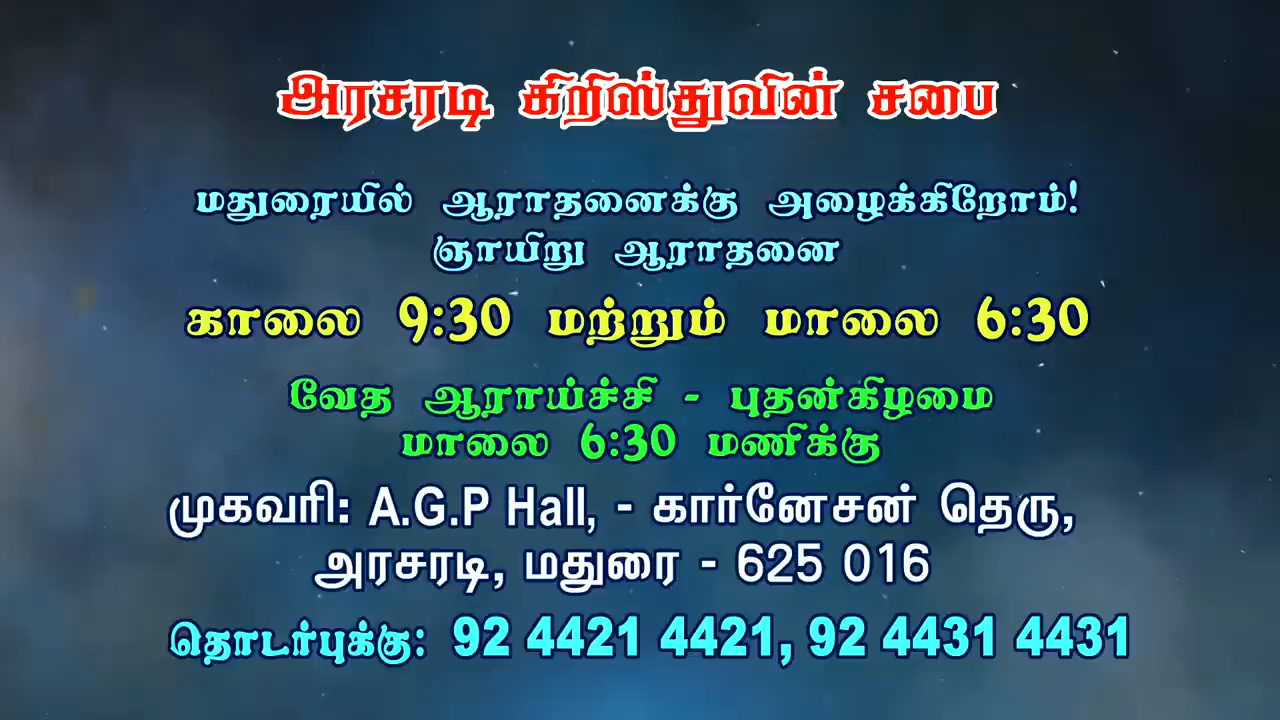 அரசரடி கிறிஸ்துவின் சபை
மதுரையில் ஆராதனைக்கு அழைக்கிறோம்!
ஞாயிறு ஆராதனை
காலை 9:30 மற்றும் மாலை 6:30
வேத ஆராய்ச்சி - புதன்கிழமை
மாலை 6:30 மணிக்கு
முகவரி: A.G.P Hall, - கார்னேசன் தெரு,
அரசரடி, மதுரை - 625 016
தொடர்புக்கு: 92 4421 4421, 92 4431 4431